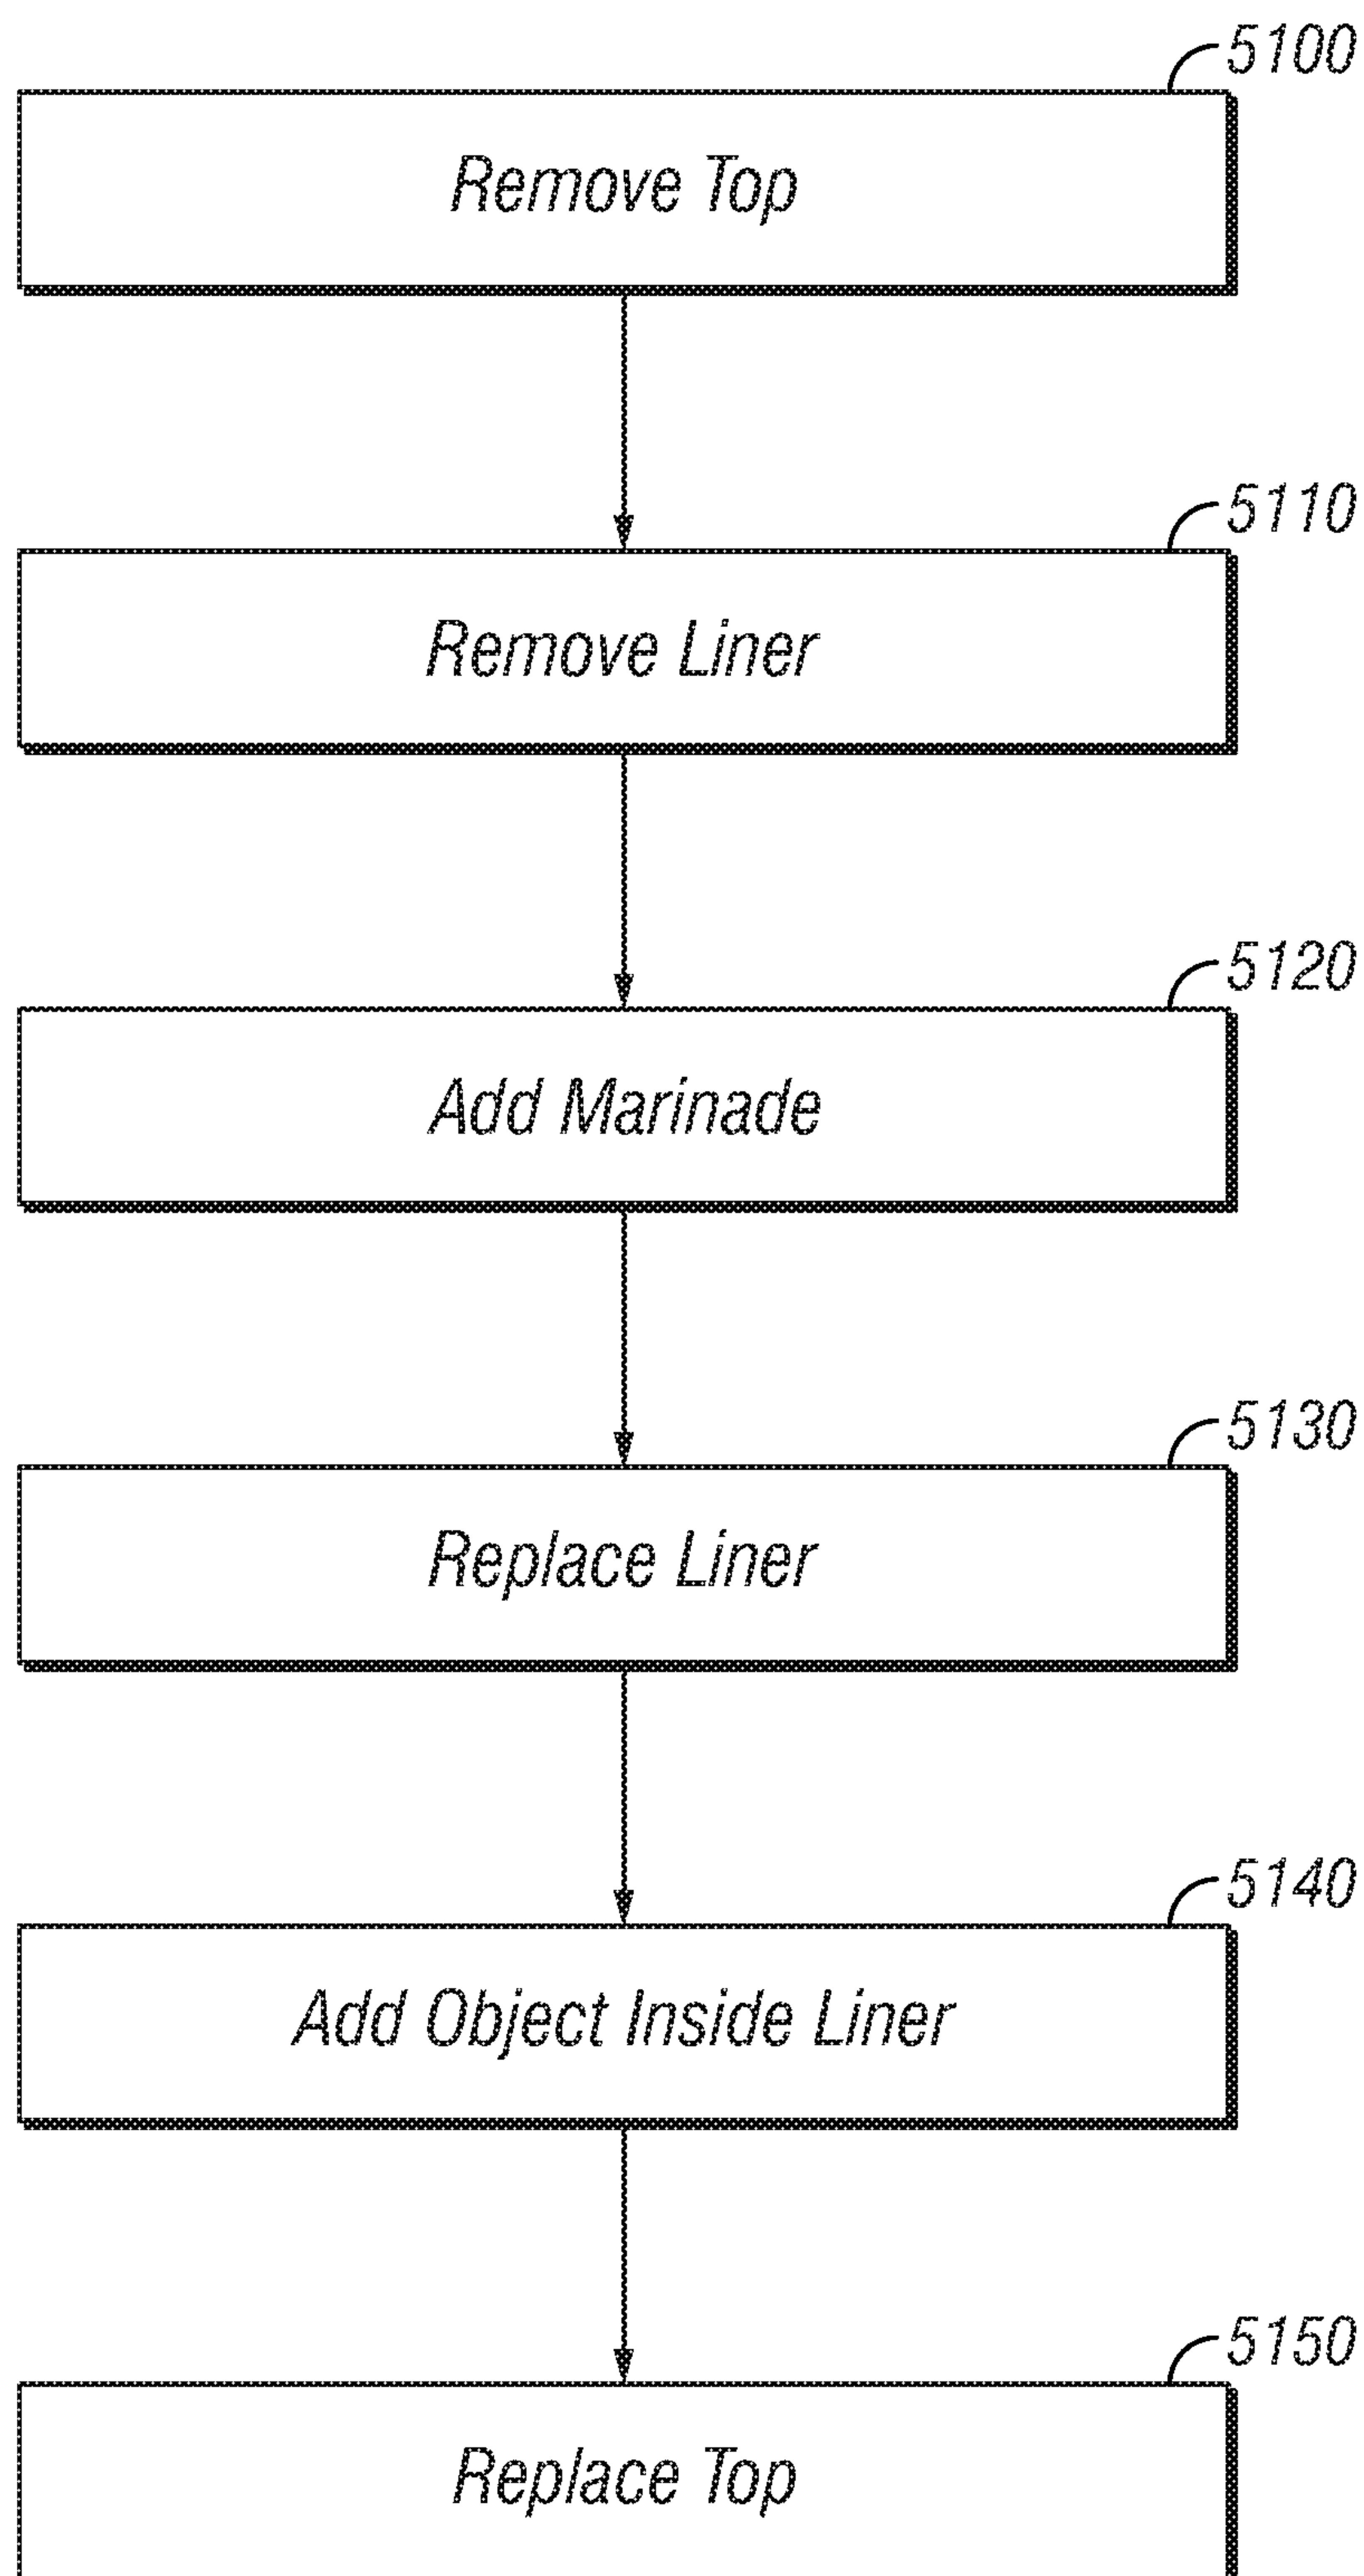 5100
Remove Top
5110
Remove Liner
5120
Add Marinade
5130
Replace Liner
5140
Add Object Inside Liner
5150
Replace Top